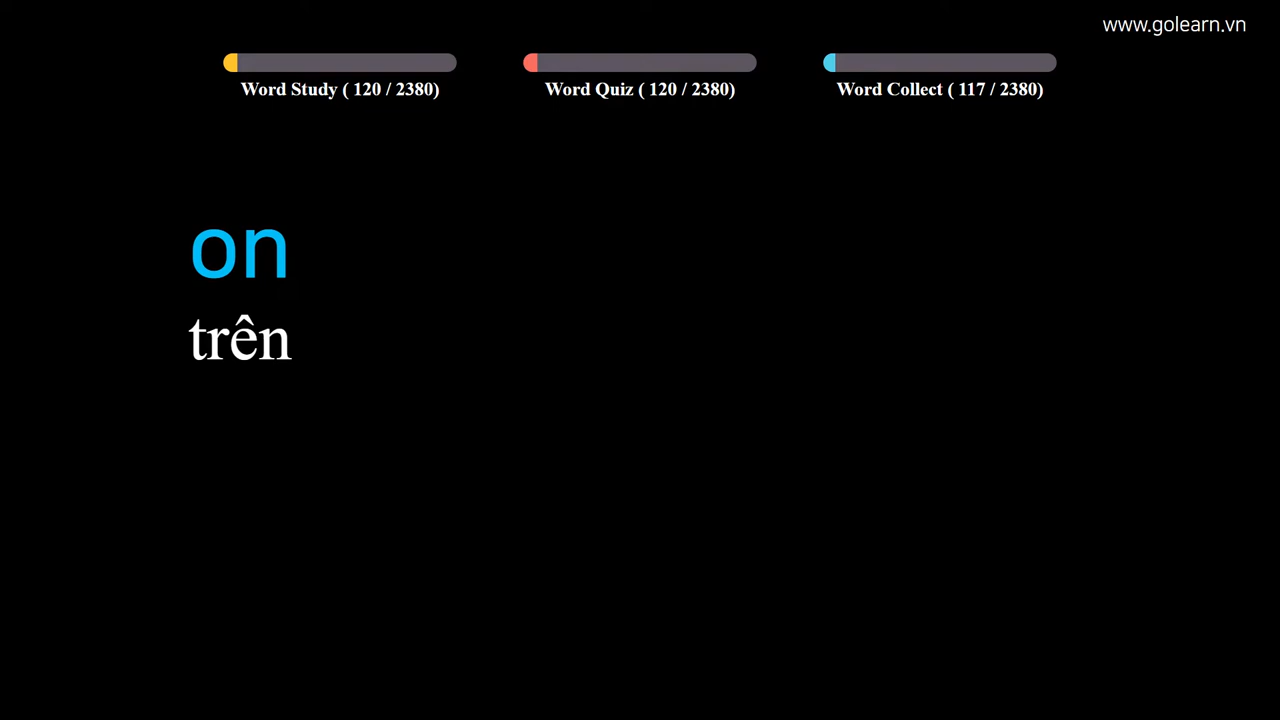 www.golearn.vn
Word Study ( 120 / 2380)
Word Quiz ( 120 / 2380)
Word Collect ( 117 / 2380)
on
trên